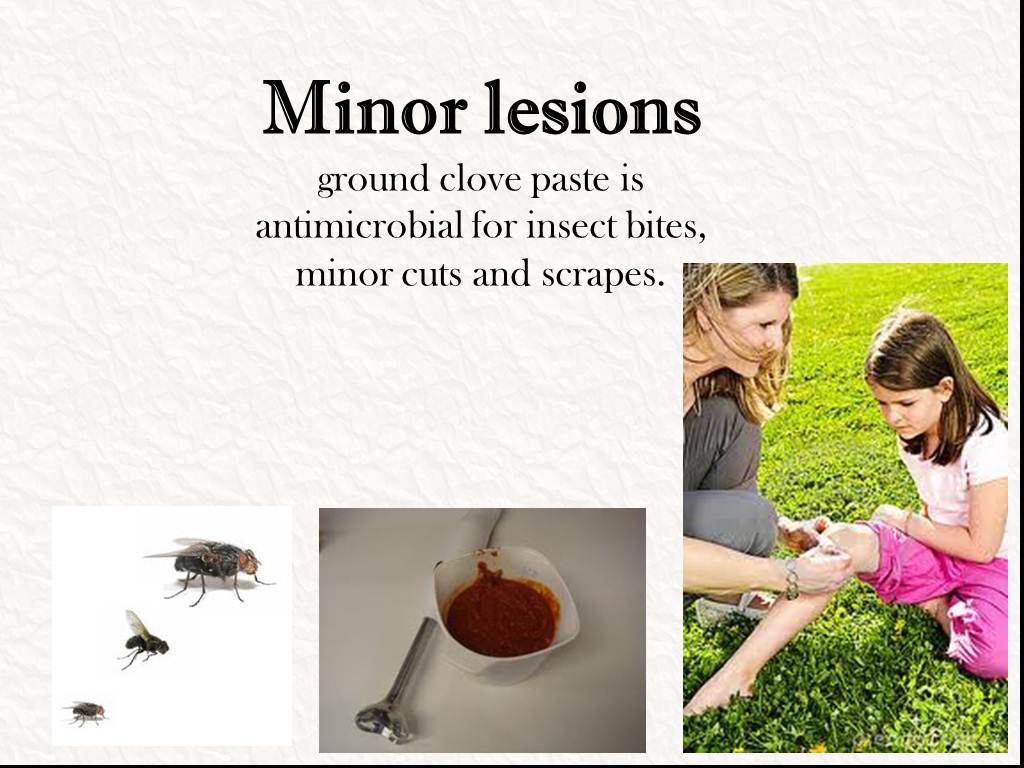 Minor lesions
ground clove paste is
antimicrobial for insect bites,
minor cuts and scrapes.